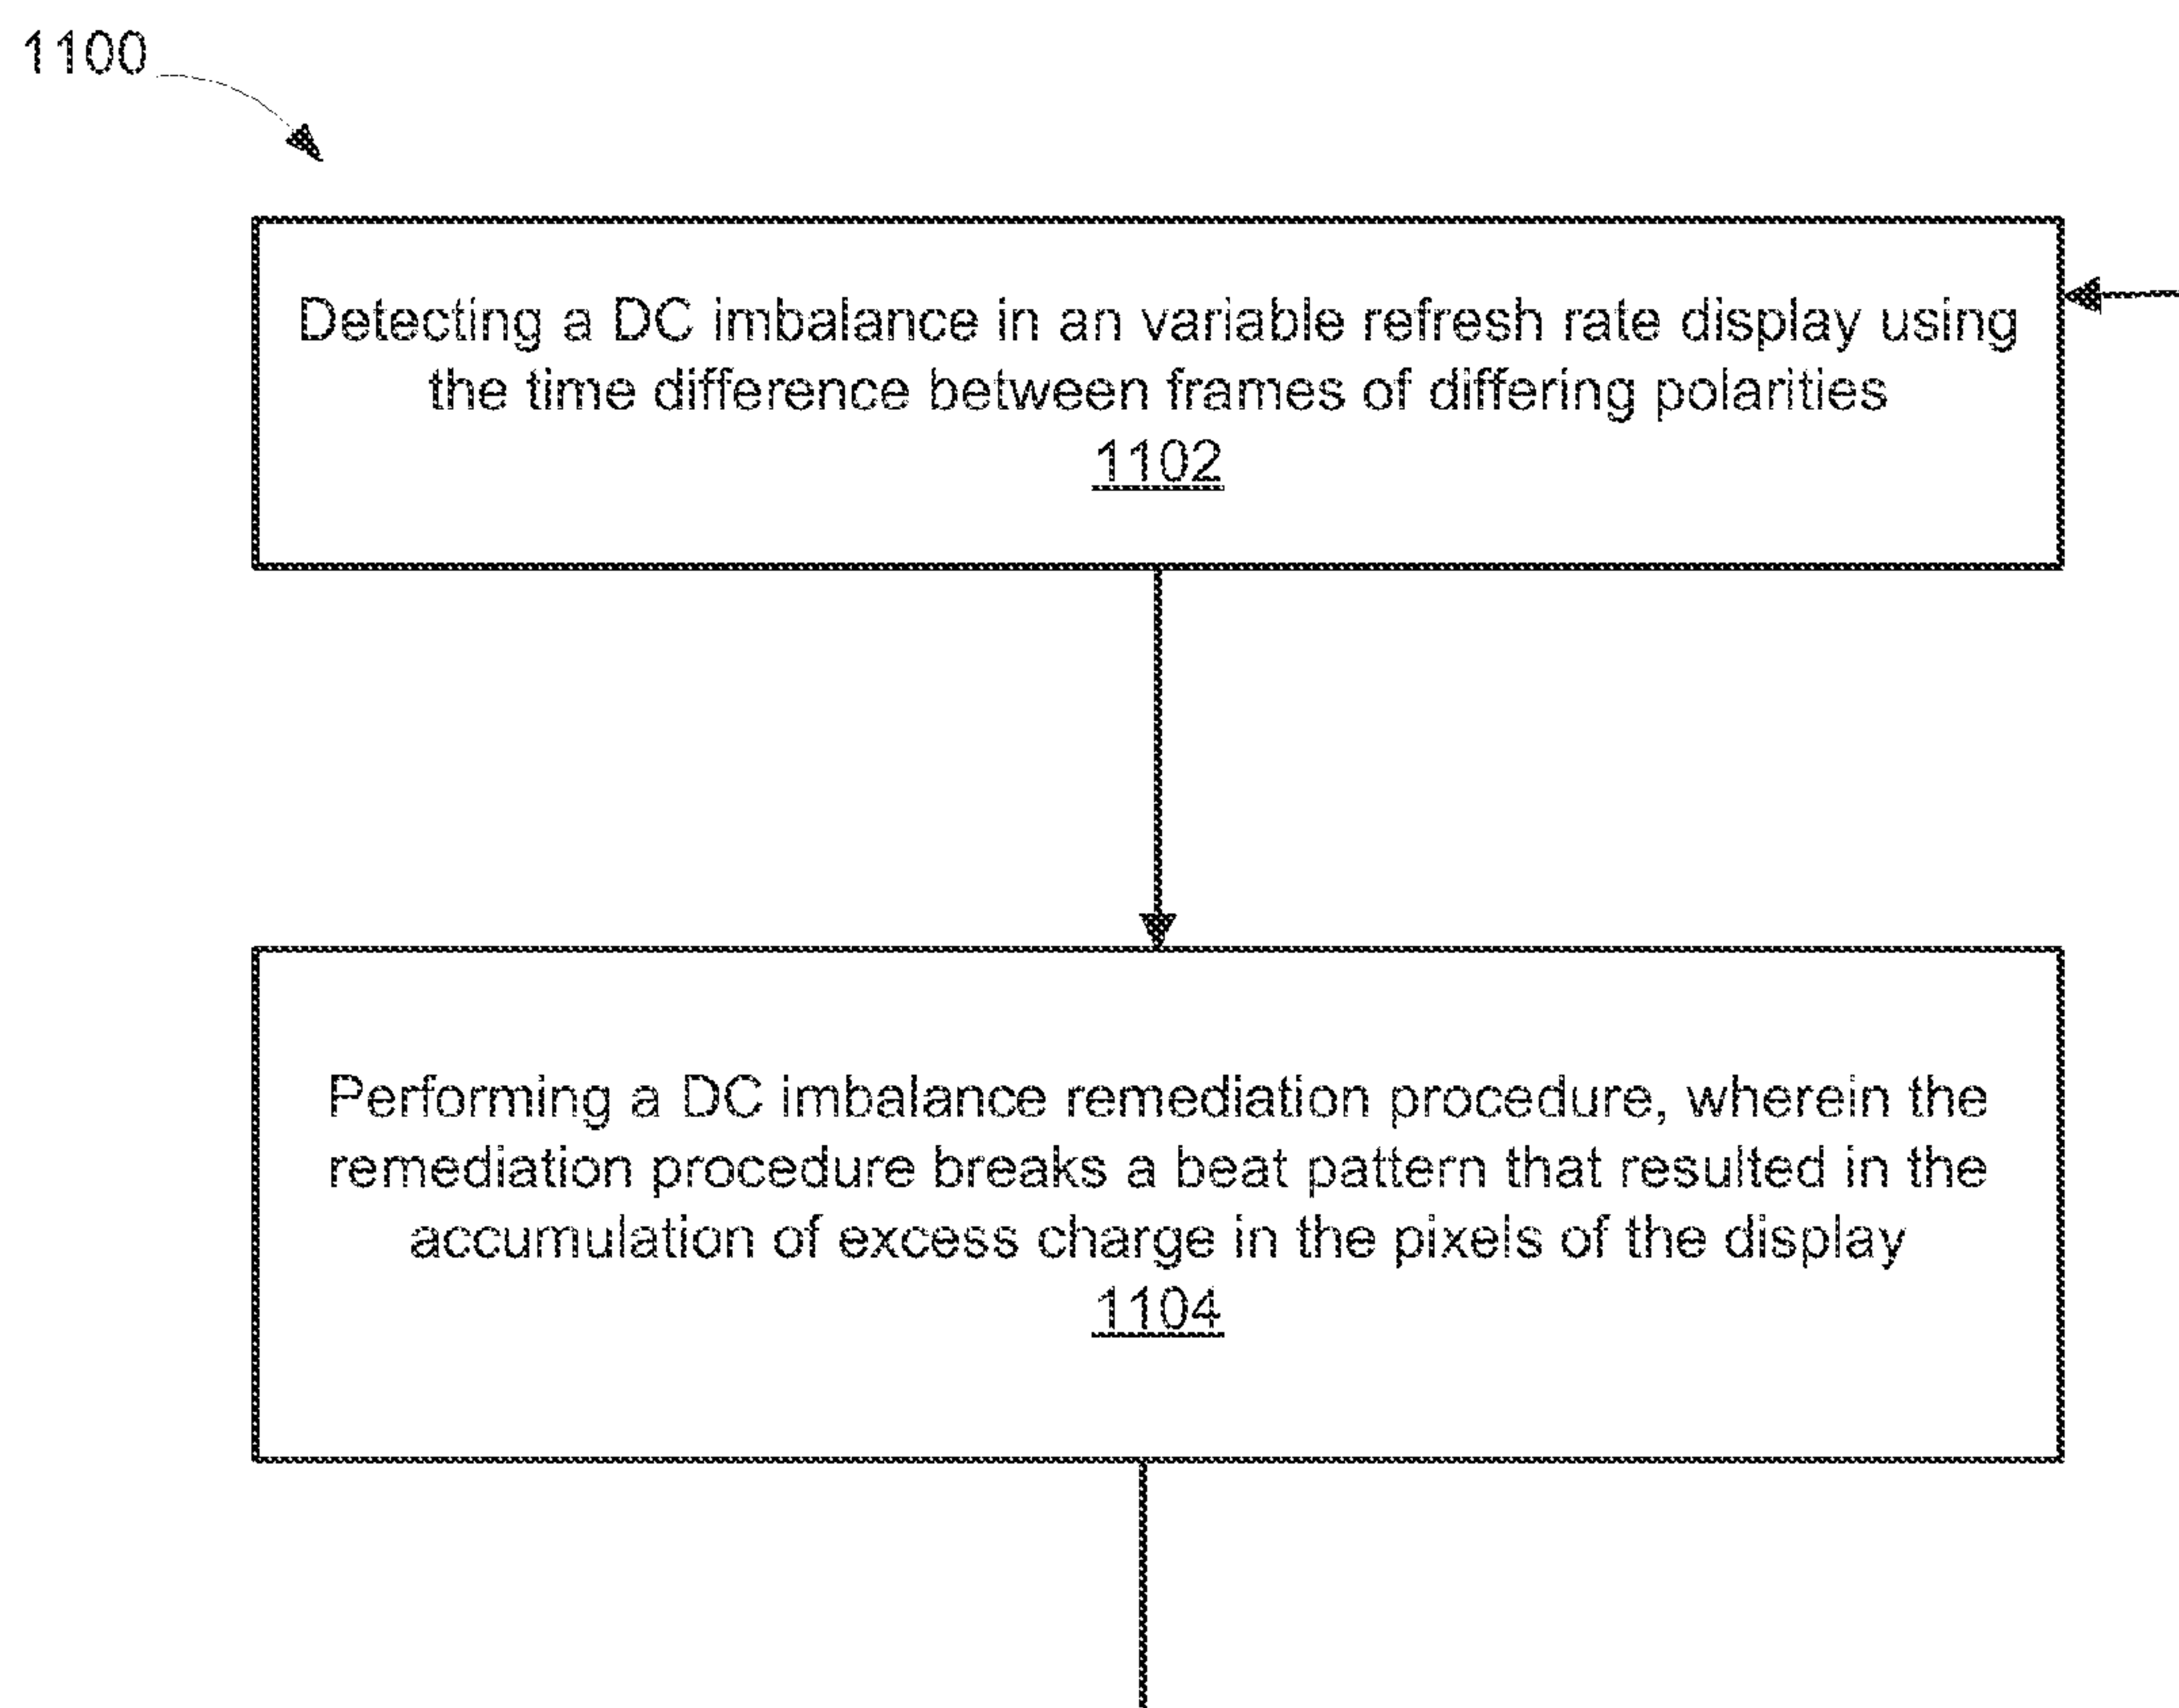 1100
Detecting a DC imbalance in an variable refresh rate display using
the time difference between frames of differing polarities
1102
Performing a DC imbalance remediation procedure, wherein the
remediation procedure breaks a beat pattern that resulted in the
accumulation of excess charge in the pixels of the display
1104